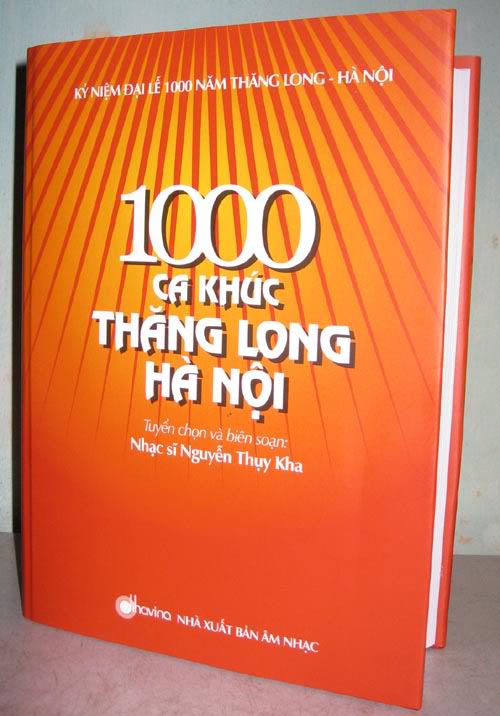 KỶ NIỆM ĐẠI LỄ 1000 NĂM THĂNG LONG - HÀ NỘI
1000
CA KHÚC
THĂNG LONG
HÀ NỘI
Tuyển chọn và biên soạn:
Nhạc sĩ Nguyễn Thụy Kha
dhavina NHÀ XUẤT BẢN ÂM NHẠC